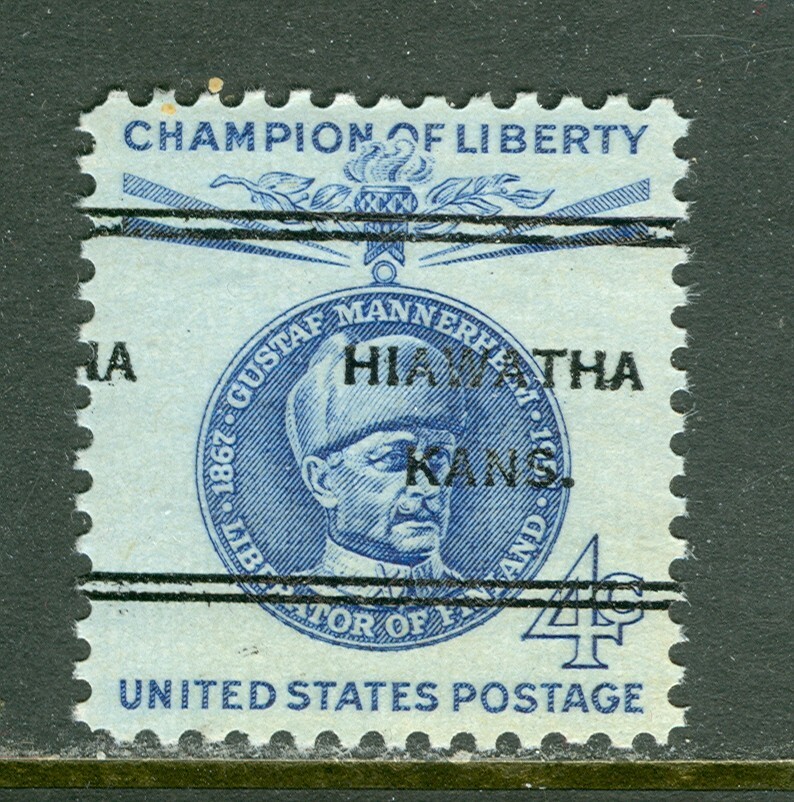 CHAMPION OF LIBERTY
GUSTAF MANNERHEIM
HA HIAWATHA
KANS.
1867
LIBERATOR OF FINLAND
4¢
UNITED STATES POSTAGE